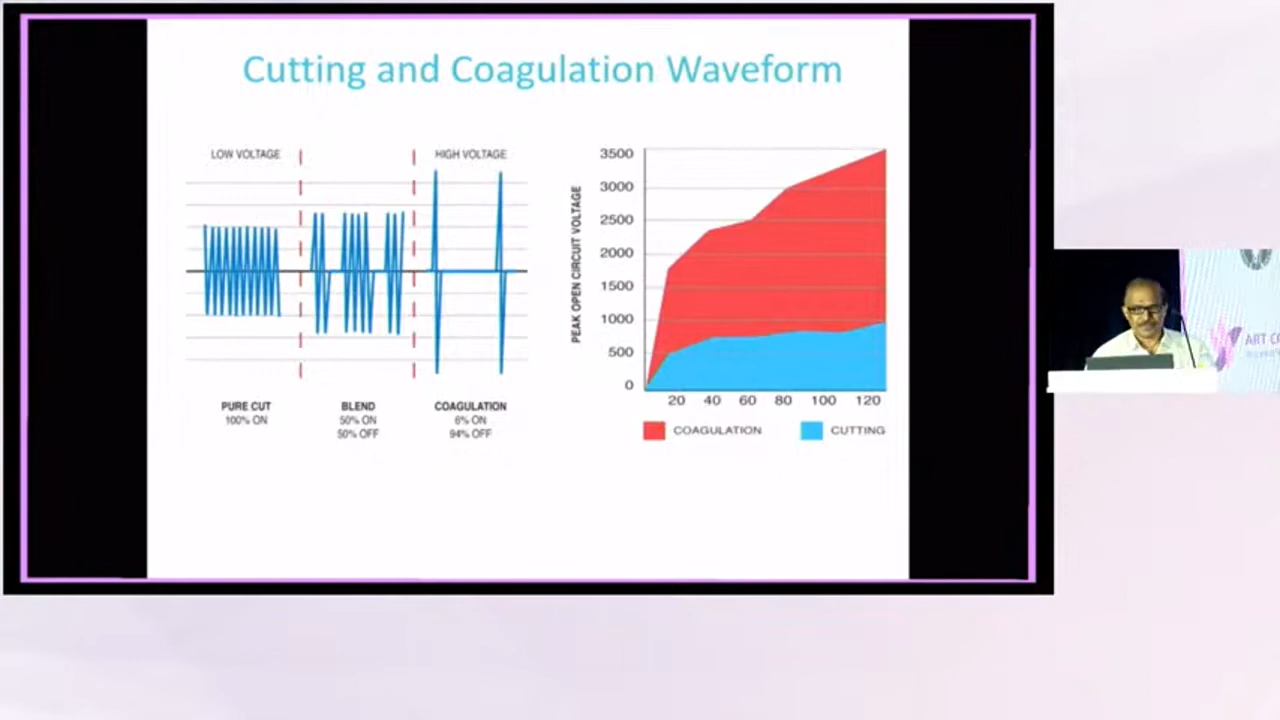 Cutting and Coagulation Waveform
LOW VOLTAGE
HIGH VOLTAGE
PURE CUT
100% ON
BLEND
50% ON
50% OFF
COAGULATION
6% ON
94% OFF
PEAK OPEN CIRCUIT VOLTAGE
3500
3000
2500
2000
1500
1000
500
0
20 40 60 80 100 120
COAGULATION
CUTTING
ART